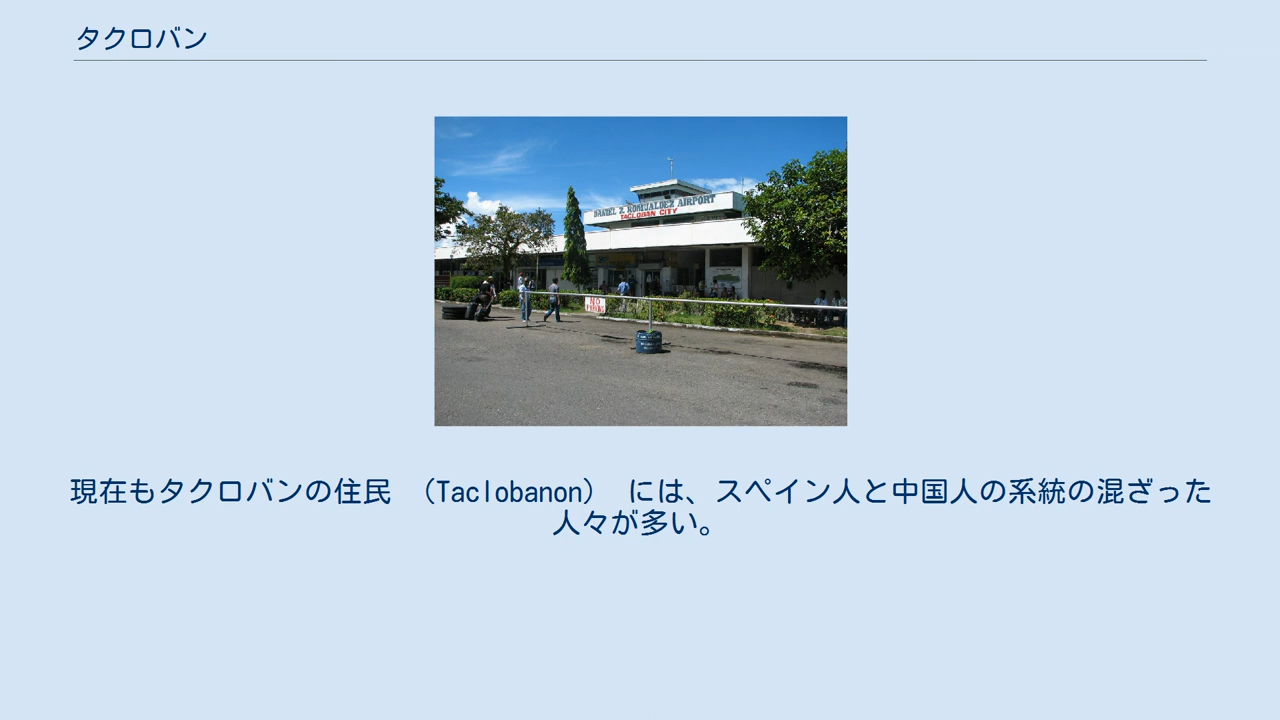 タクロバン
DANIEL Z. ROMUALDEZ AIRPORT
TACLOBAN CITY
NO
現在もタクロバンの住民 （Taclobanon） には、スペイン人と中国人の系統の混ざった
人々が多い。